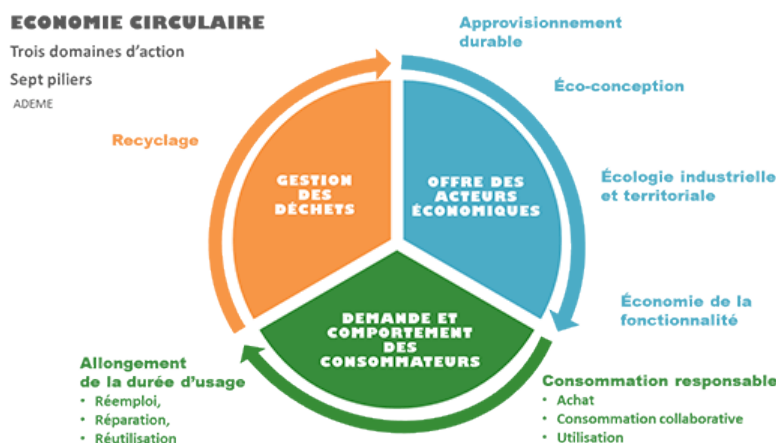 ECONOMIE CIRCULAIRE
Trois domaines d'action
Sept piliers
ADEME
Approvisionnement
durable
Éco-conception
Écologie industrielle
et territoriale
Économie de la
fonctionnalité
Recyclage
GESTION
DES
DÉCHETS
OFFRE DES
ACTEURS
ÉCONOMIQUES
DEMANDE ET
COMPORTEMENT
DES
CONSOMMATEURS
Allongement
de la durée d'usage
• Réemploi,
• Réparation,
• Réutilisation
Consommation responsable
• Achat
• Consommation collaborative
• Utilisation